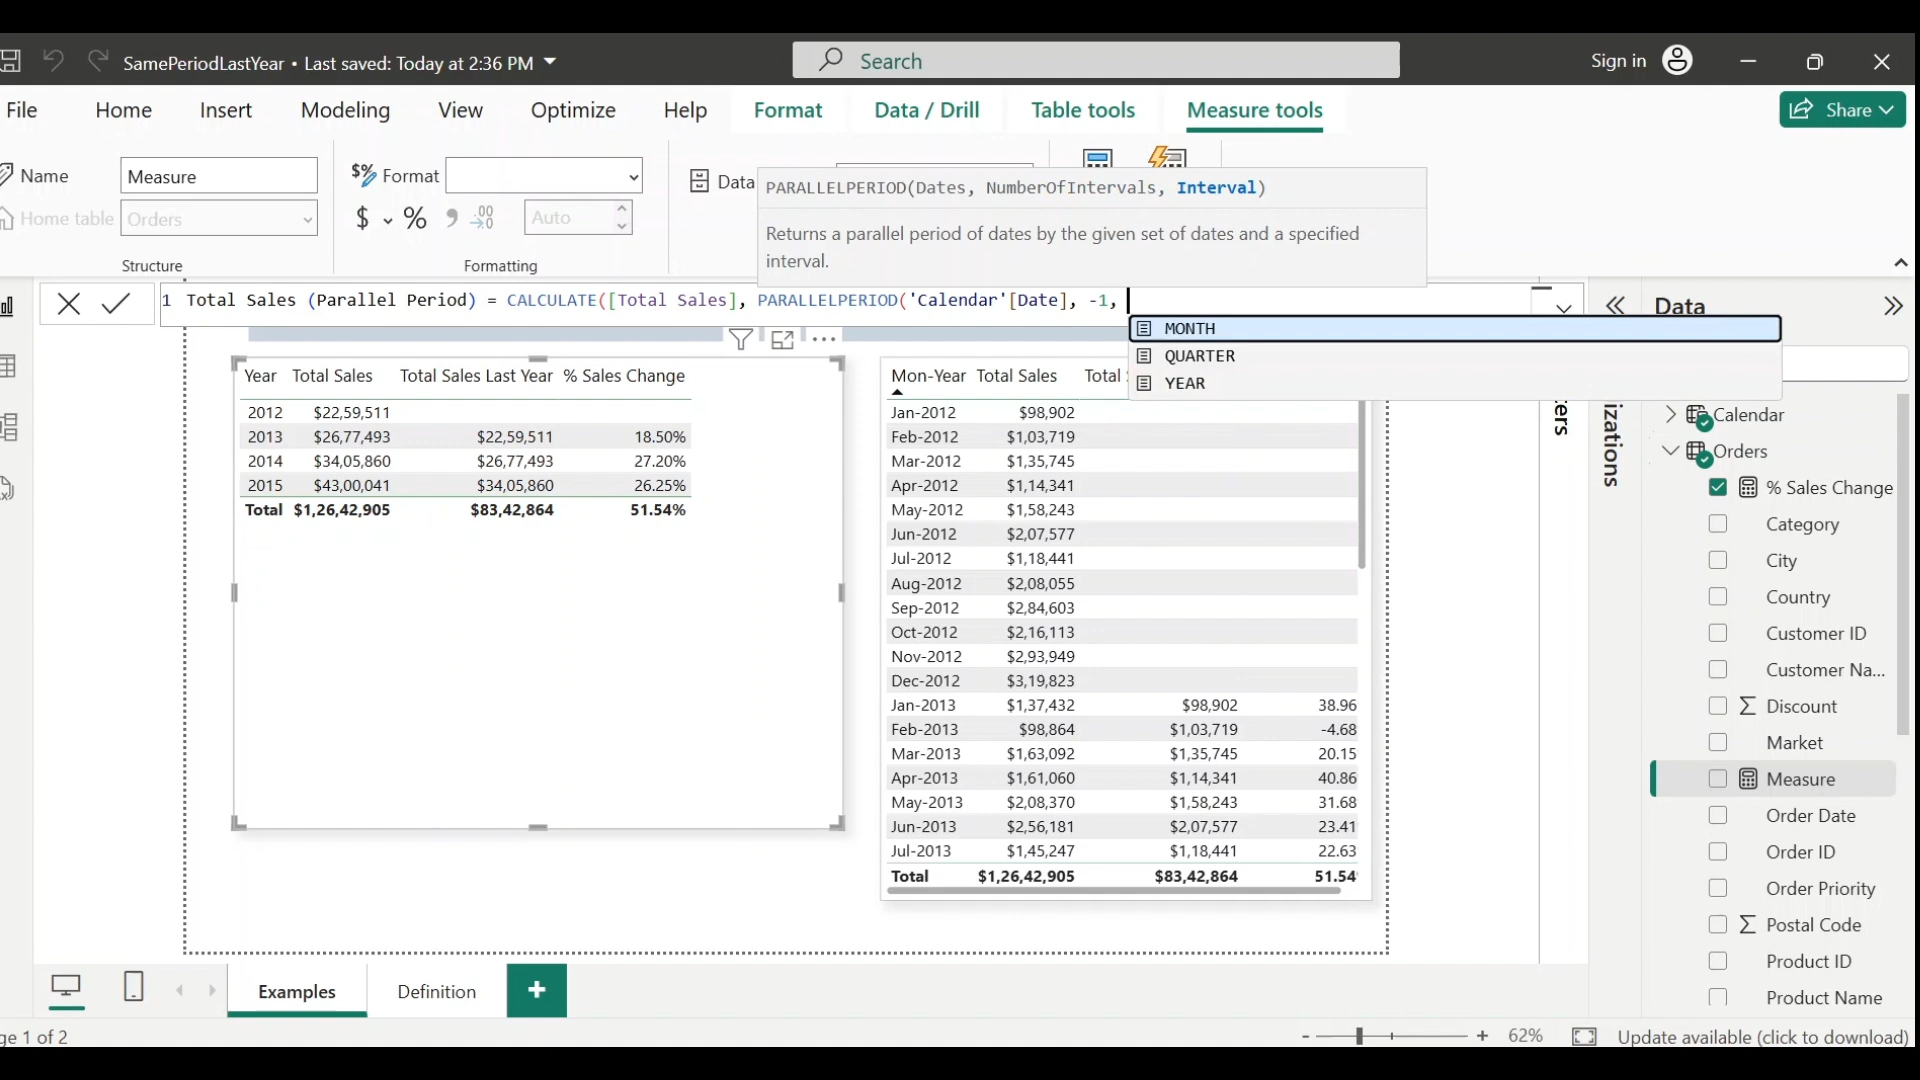 SamePeriodLastYear • Last saved: Today at 2:36 PM
Search
Sign in
File Home Insert Modeling View Optimize Help Format Data / Drill Table tools Measure tools
Share
Name Measure
Home table Orders
Structure
Format
$ % 9 .00
Auto
Formatting
Data
PARALLELPERIOD(Dates, NumberOfIntervals, Interval)
Returns a parallel period of dates by the given set of dates and a specified
interval.
1 Total Sales (Parallel Period) = CALCULATE([Total Sales], PARALLELPERIOD('Calendar'[Date], -1,
MONTH
QUARTER
YEAR
Year Total Sales Total Sales Last Year % Sales Change
2012 $22,59,511
2013 $26,77,493 $22,59,511 18.50%
2014 $34,05,860 $26,77,493 27.20%
2015 $43,00,041 $34,05,860 26.25%
Total $1,26,42,905 $83,42,864 51.54%
Mon-Year Total Sales Total
Jan-2012 $98,902
Feb-2012 $1,03,719
Mar-2012 $1,35,745
Apr-2012 $1,14,341
May-2012 $1,58,243
Jun-2012 $2,07,577
Jul-2012 $1,18,441
Aug-2012 $2,08,055
Sep-2012 $2,84,603
Oct-2012 $2,16,113
Nov-2012 $2,93,949
Dec-2012 $3,19,823
Jan-2013 $1,37,432 $98,902 38.96
Feb-2013 $98,864 $1,03,719 -4.68
Mar-2013 $1,63,092 $1,35,745 20.15
Apr-2013 $1,61,060 $1,14,341 40.86
May-2013 $2,08,370 $1,58,243 31.68
Jun-2013 $2,56,181 $2,07,577 23.41
Jul-2013 $1,45,247 $1,18,441 22.63
Total $1,26,42,905 $83,42,864 51.54
ers
izations
Data
Calendar
Orders
% Sales Change
Category
City
Country
Customer ID
Customer Na...
Discount
Market
Measure
Order Date
Order ID
Order Priority
Postal Code
Product ID
Product Name
Examples
Definition
+
ge 1 of 2
- + 62%
Update available (click to download)